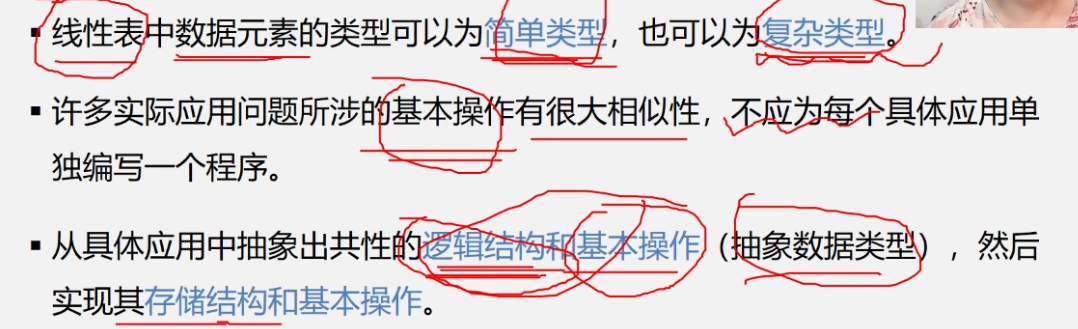 ▪ 线性表中数据元素的类型可以为简单类型，也可以为复杂类型。
▪ 许多实际应用问题所涉的基本操作有很大相似性，不应为每个具体应用单
独编写一个程序。
▪ 从具体应用中抽象出共性的逻辑结构和基本操作（抽象数据类型），然后
实现其存储结构和基本操作。